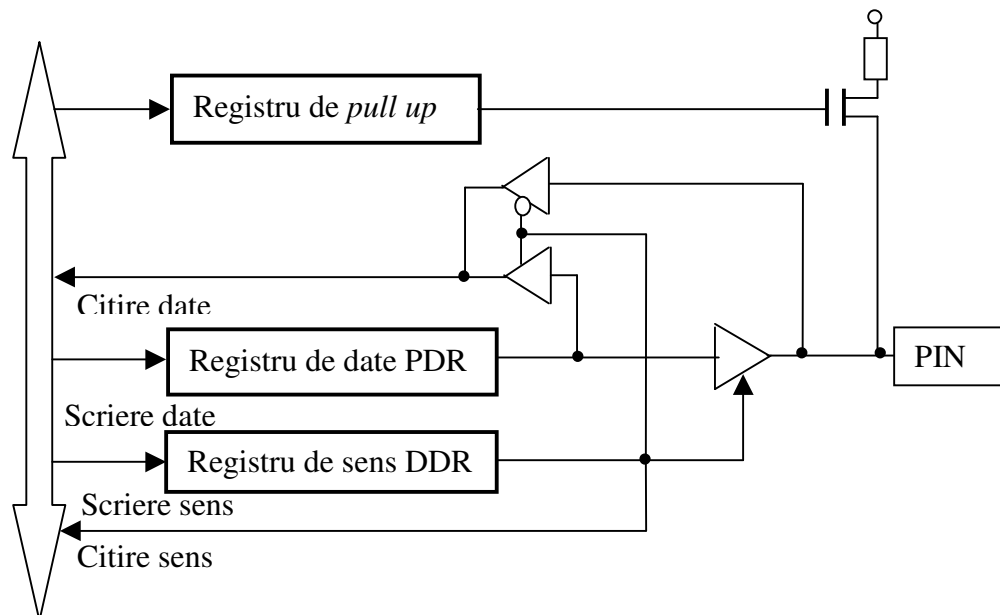 Registru de pull up
Citire date
Registru de date PDR
PIN
Scriere date
Registru de sens DDR
Scriere sens
Citire sens